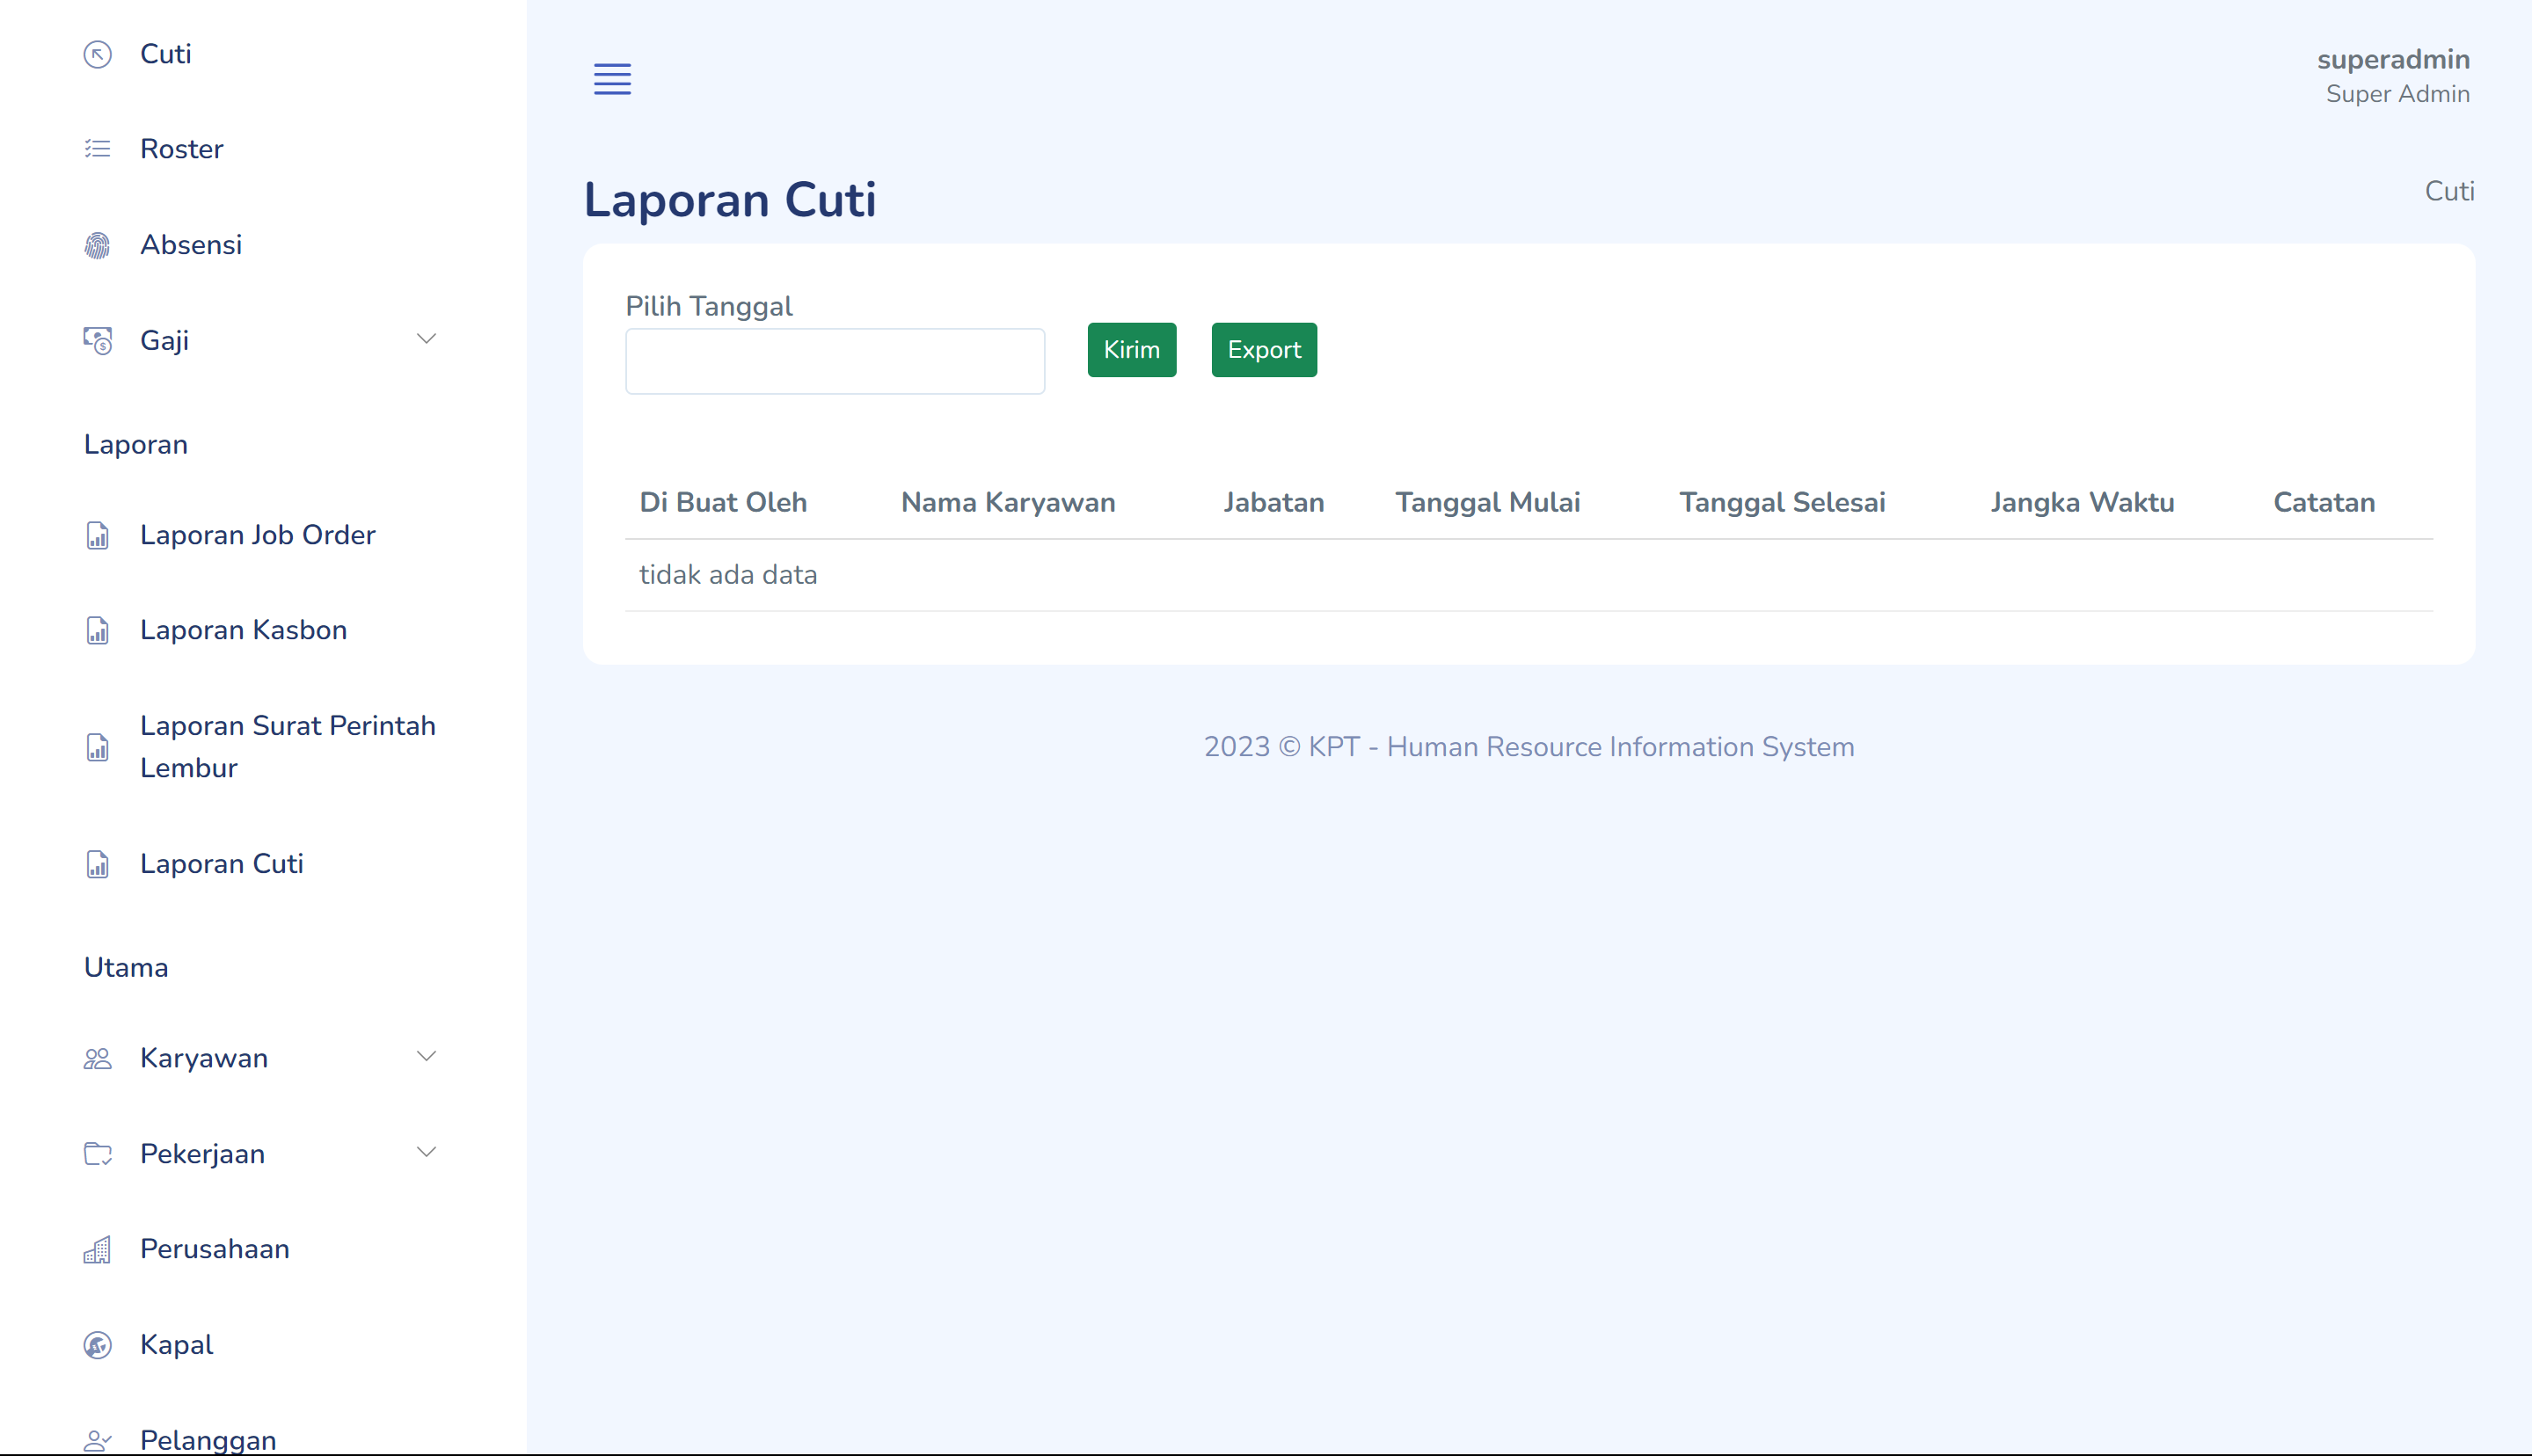 Cuti
Roster
Absensi
Gaji
Laporan
Laporan Job Order
Laporan Kasbon
Laporan Surat Perintah
Lembur
Laporan Cuti
Utama
Karyawan
Pekerjaan
Perusahaan
Kapal
Pelanggan
superadmin
Super Admin
Laporan Cuti
Cuti
Pilih Tanggal
Kirim Export
Di Buat Oleh Nama Karyawan Jabatan Tanggal Mulai Tanggal Selesai Jangka Waktu Catatan
tidak ada data
2023 © KPT - Human Resource Information System